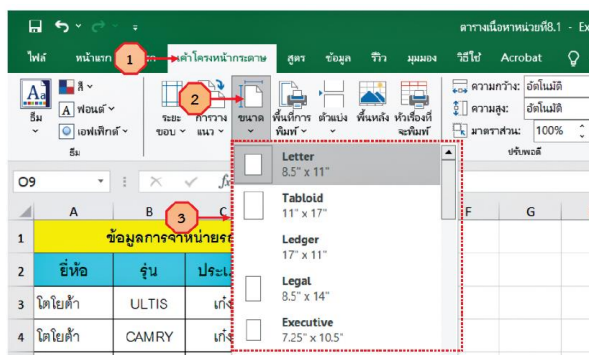 ตารางเนื้อหาหน่วยที่8.1 - Ex
ไฟล์ หน้าแรก 1 เค้าโครงหน้ากระดาษ สูตร ข้อมูล รีวิว มุมมอง วิธีใช้ Acrobat
Aa สี ความกว้าง: อัตโนมัติ
A ฟอนต์ 2 ความสูง: อัตโนมัติ
ธีม เอฟเฟิกต์ ระยะขอบ การวางแนว ขนาด พื้นที่การพิมพ์ ตัวแบ่ง พื้นหลัง หัวเรื่องที่จะพิมพ์ มาตราส่วน: 100%
ธีม ปรับพอดี
O9 fx
Letter
8.5" x 11"
Tabloid
11" x 17"
Ledger
17" x 11"
Legal
8.5" x 14"
Executive
7.25" x 10.5"
3
A B C F G
1 ข้อมูลการจำหน่ายรถ
2 ยี่ห้อ รุ่น ประเ
3 โตโยต้า ULTIS เก๋ง
4 โตโยต้า CAMRY เก๋ง